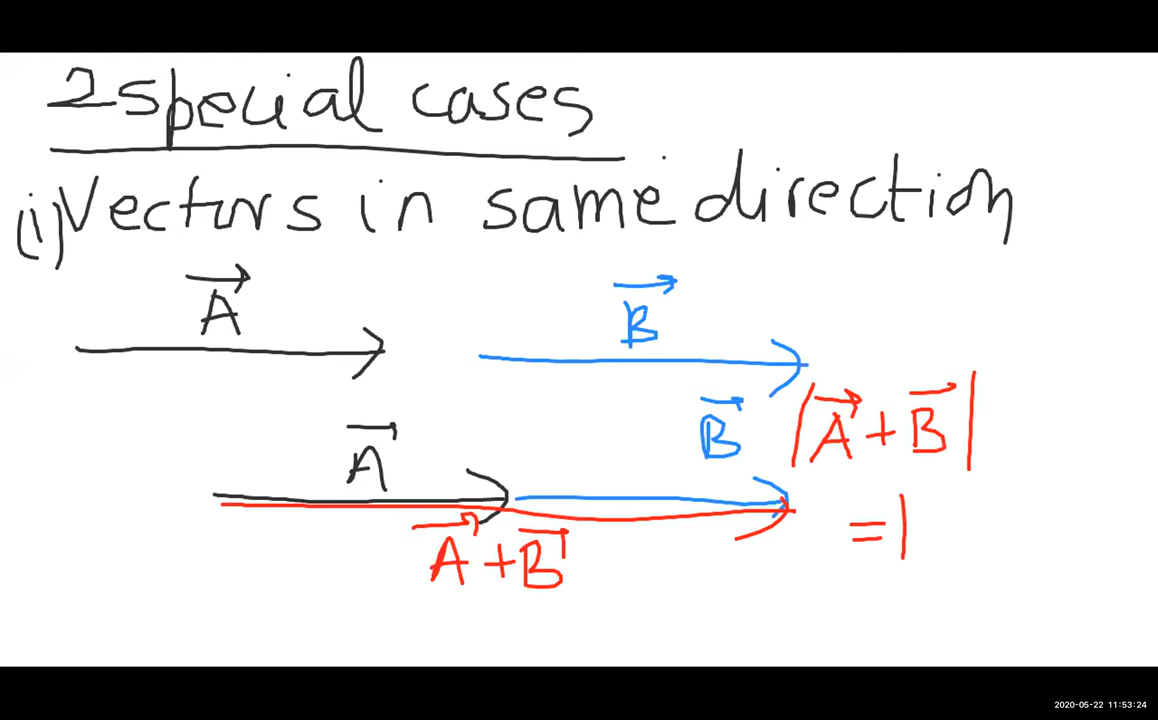 2 special cases
(i) Vectors in same direction
A B
B |A + B|
A
= |
A + B
2020-05-22 11:53:24